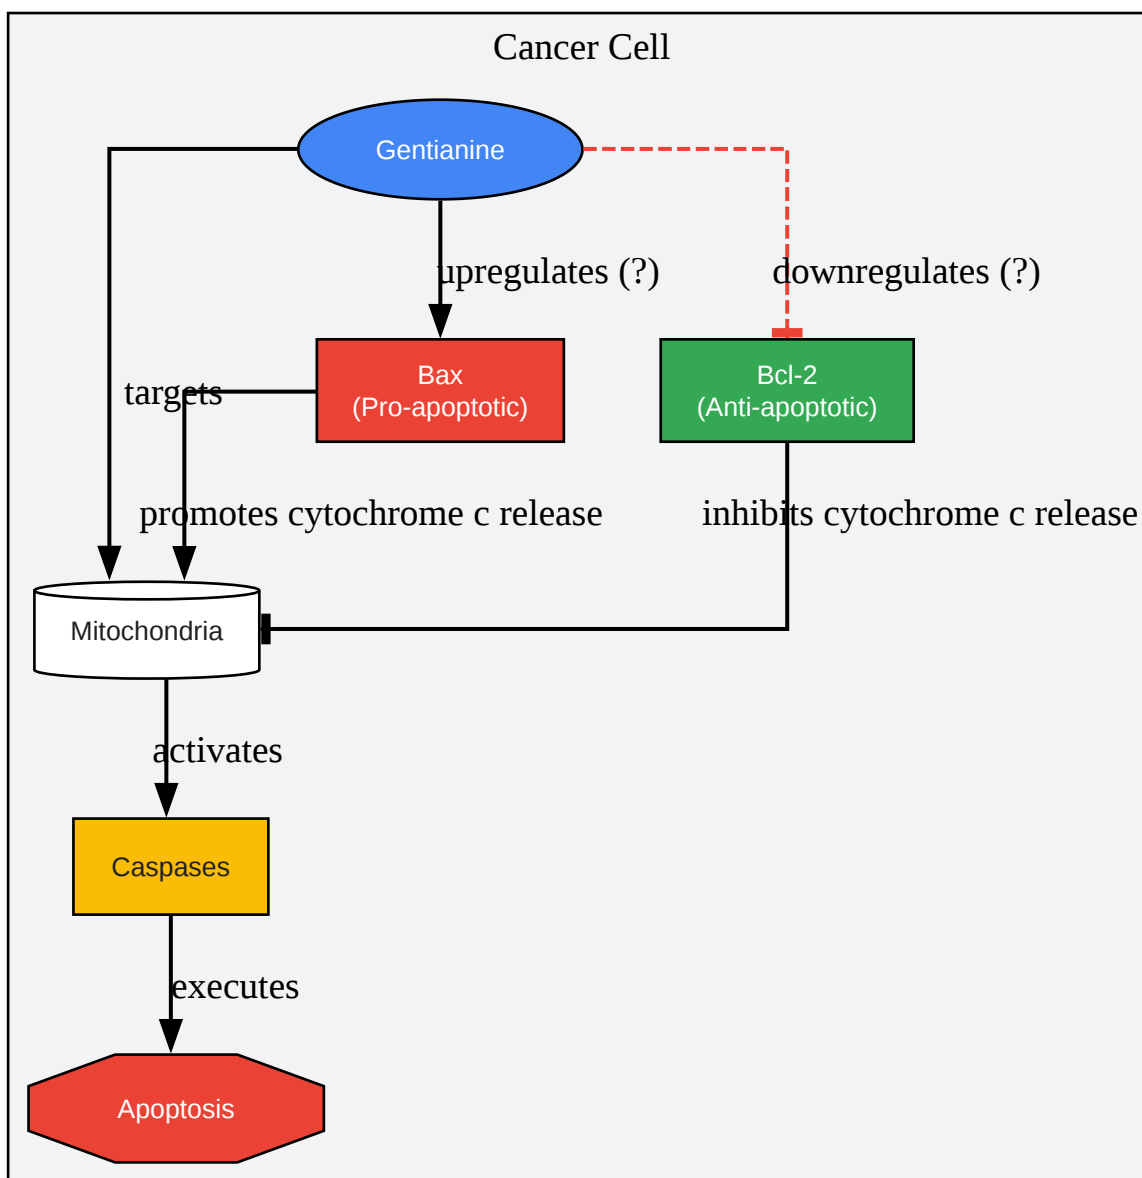 Cancer Cell
Gentianine
upregulates (?)
downregulates (?)
Bax
(Pro-apoptotic)
Bcl-2
(Anti-apoptotic)
targets
promotes cytochrome c release
inhibits cytochrome c release
Mitochondria
activates
Caspases
executes
Apoptosis